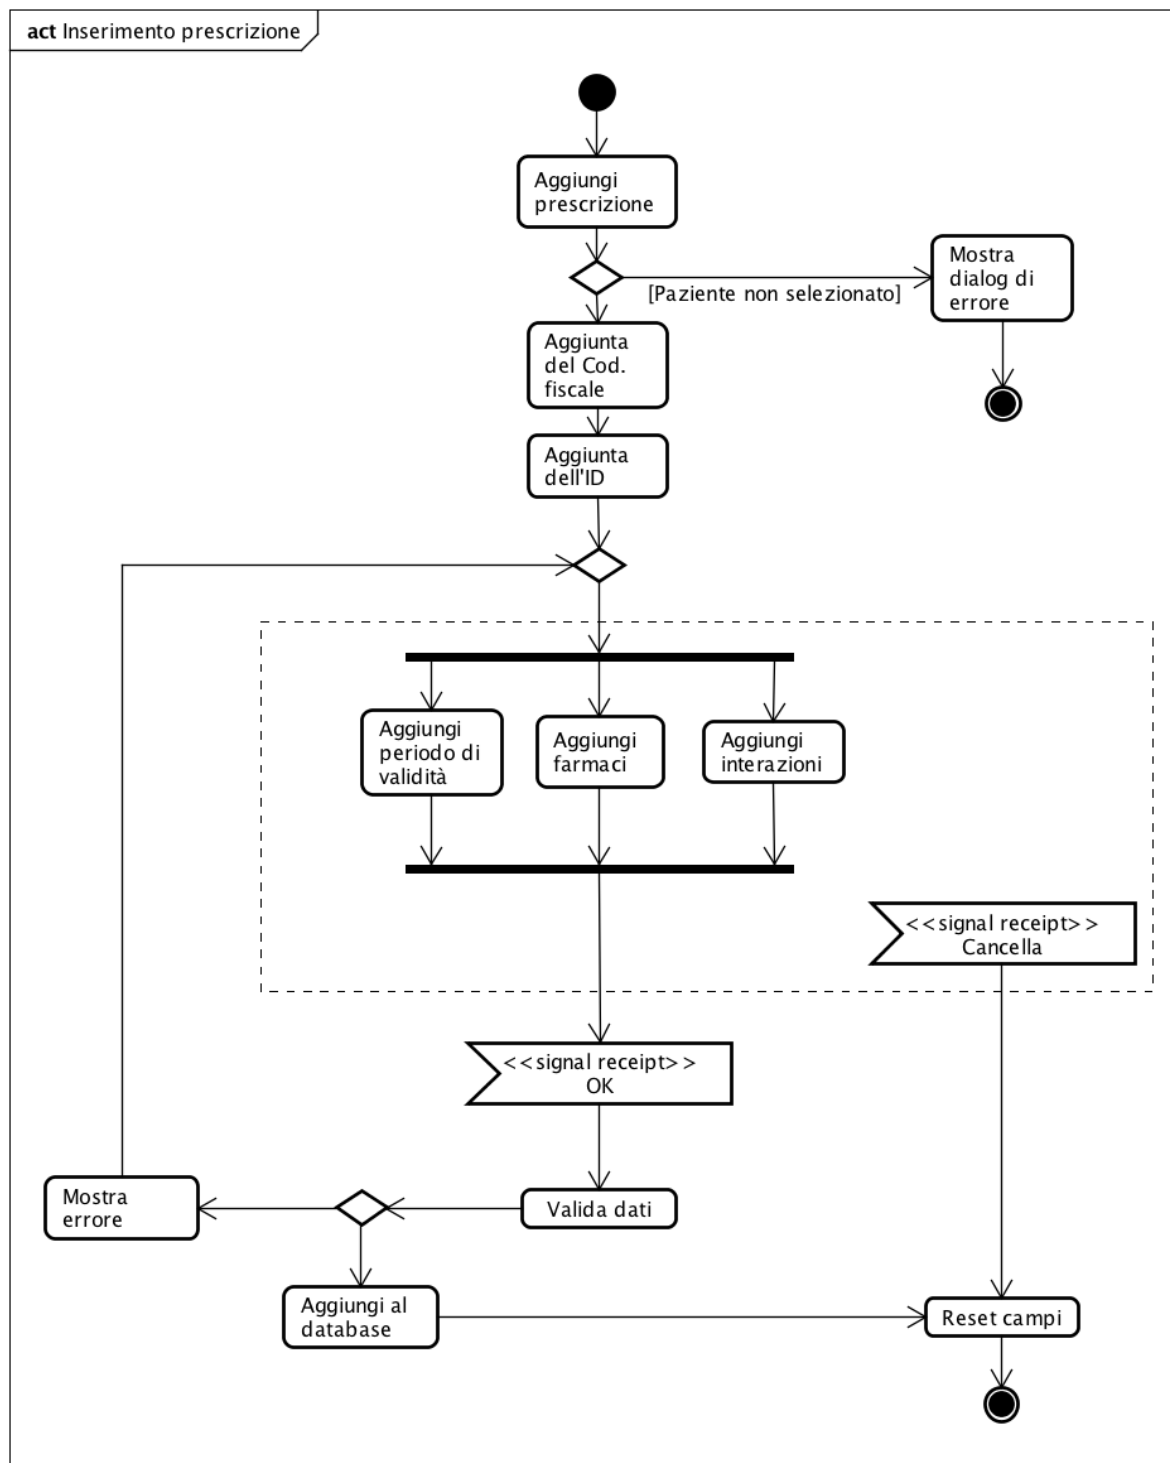 act Inserimento prescrizione
Aggiungi
prescrizione
[Paziente non selezionato]
Mostra
dialog di
errore
Aggiunta
del Cod.
fiscale
Aggiunta
dell'ID
Aggiungi
periodo di
validità
Aggiungi
farmaci
Aggiungi
interazioni
<<signal receipt>>
Cancella
<<signal receipt>>
OK
Mostra
errore
Valida dati
Aggiungi al
database
Reset campi